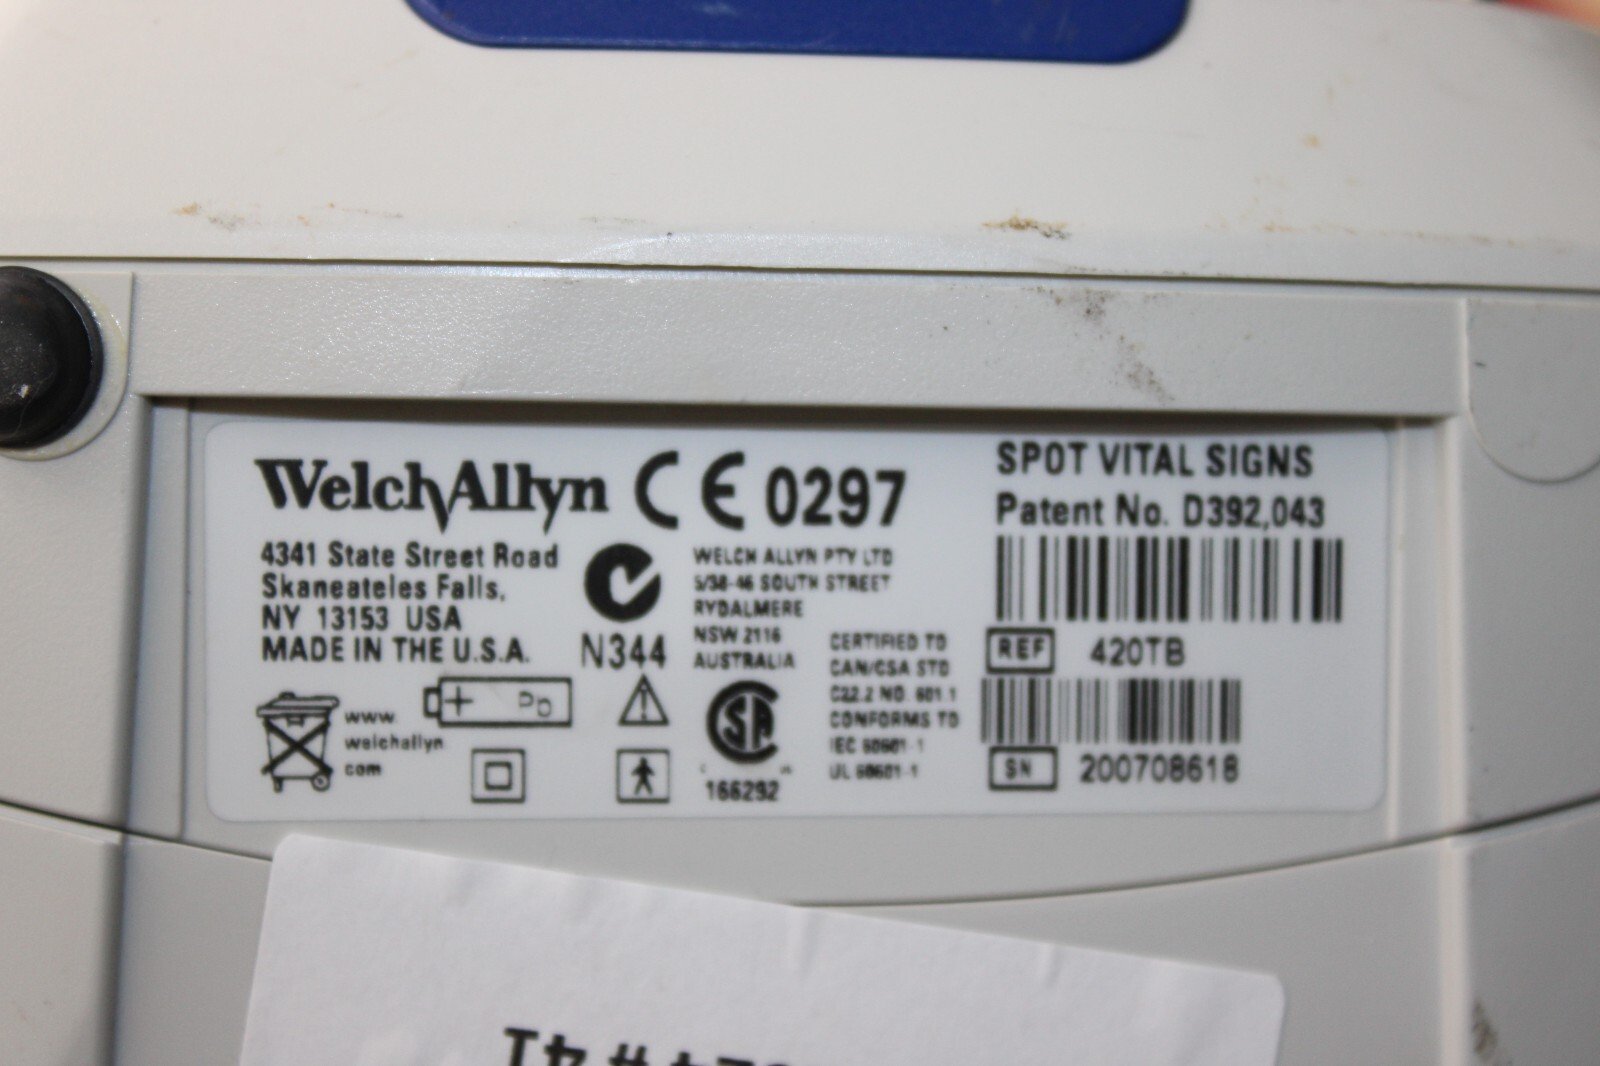 WelchAllyn CE 0297
4341 State Street Road
Skaneateles Falls,
NY 13153 USA
MADE IN THE U.S.A.
N344
WELCH ALLYN PTY LTD
5/38-46 SOUTH STREET
RYDALMERE
NSW 2116
AUSTRALIA
www.
welchallyn.
com
Pb
166292
CERTIFIED TO
CAN/CSA STD
C22.2 NO. 601.1
CONFORMS TO
IEC 60601-1
UL 60601-1
SPOT VITAL SIGNS
Patent No. D392,043
REF 420TB
SN 200708618